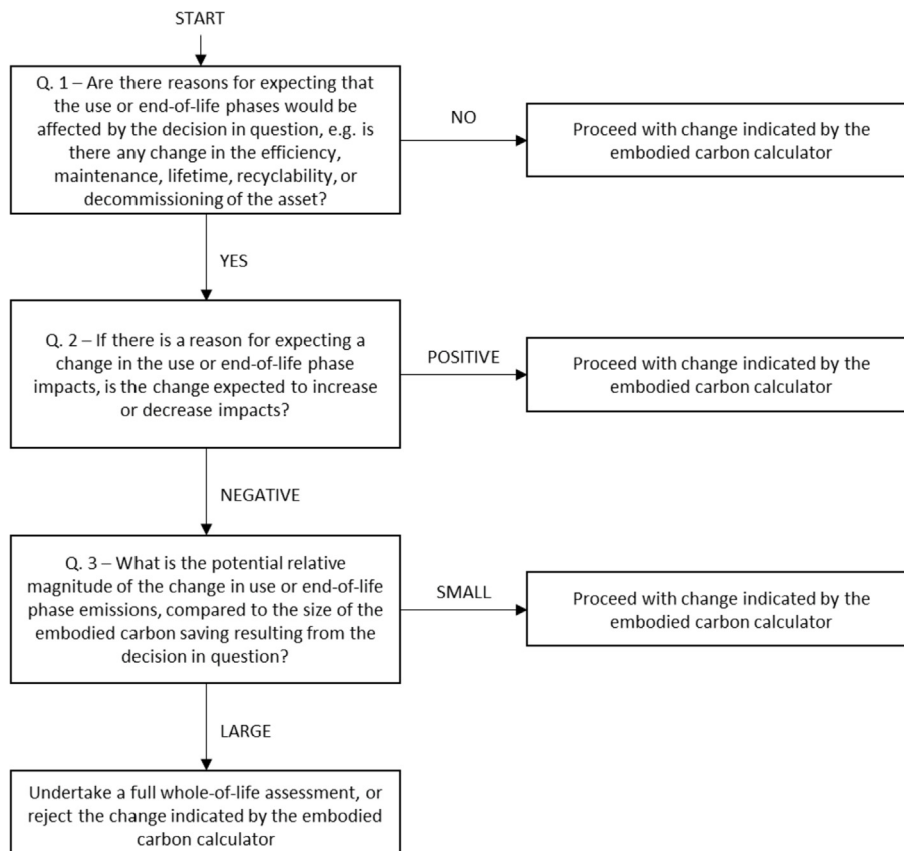 START
Q. 1 – Are there reasons for expecting that
the use or end-of-life phases would be
affected by the decision in question, e.g. is
there any change in the efficiency,
maintenance, lifetime, recyclability, or
decommissioning of the asset?
NO
Proceed with change indicated by the
embodied carbon calculator
YES
Q. 2 – If there is a reason for expecting a
change in the use or end-of-life phase
impacts, is the change expected to increase
or decrease impacts?
POSITIVE
Proceed with change indicated by the
embodied carbon calculator
NEGATIVE
Q. 3 – What is the potential relative
magnitude of the change in use or end-of-life
phase emissions, compared to the size of the
embodied carbon saving resulting from the
decision in question?
SMALL
Proceed with change indicated by the
embodied carbon calculator
LARGE
Undertake a full whole-of-life assessment, or
reject the change indicated by the embodied
carbon calculator